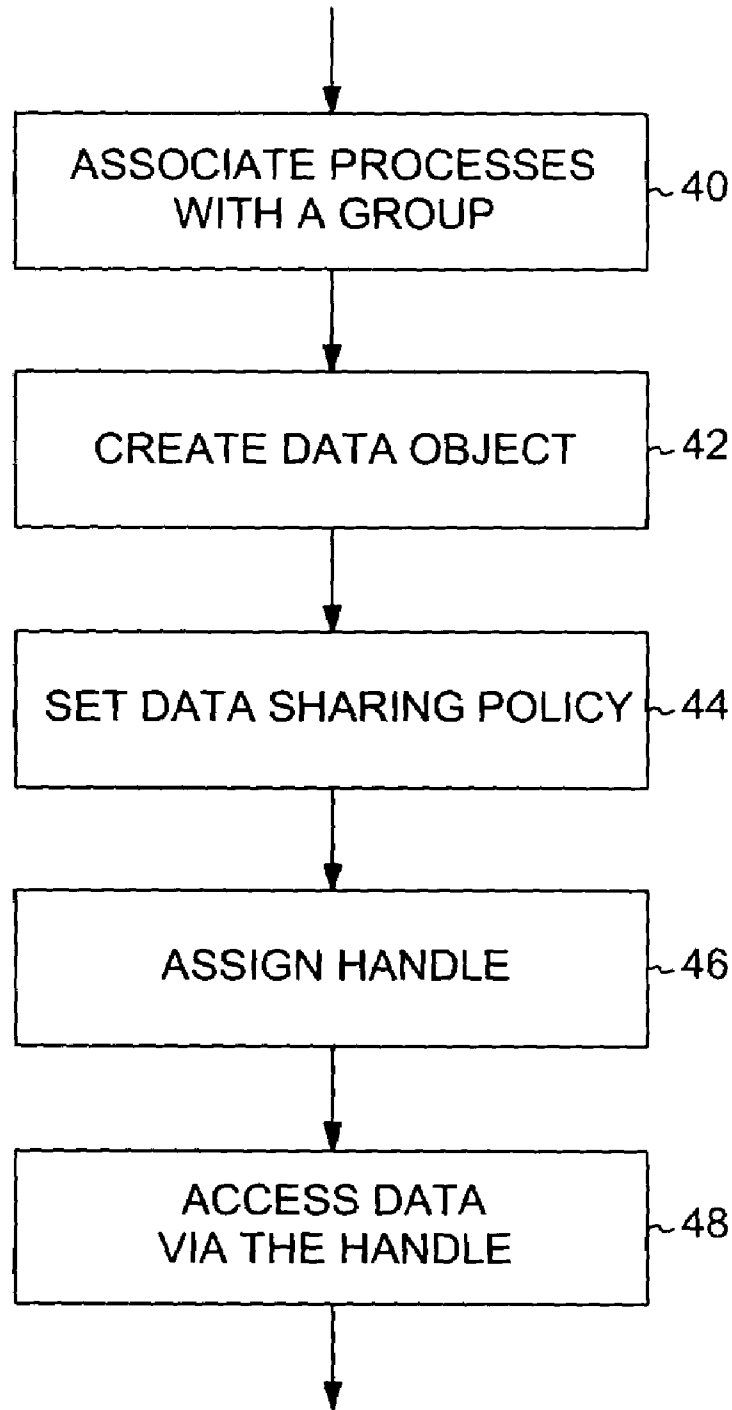 ASSOCIATE PROCESSES
WITH A GROUP
40
CREATE DATA OBJECT
42
SET DATA SHARING POLICY
44
ASSIGN HANDLE
46
ACCESS DATA
VIA THE HANDLE
48